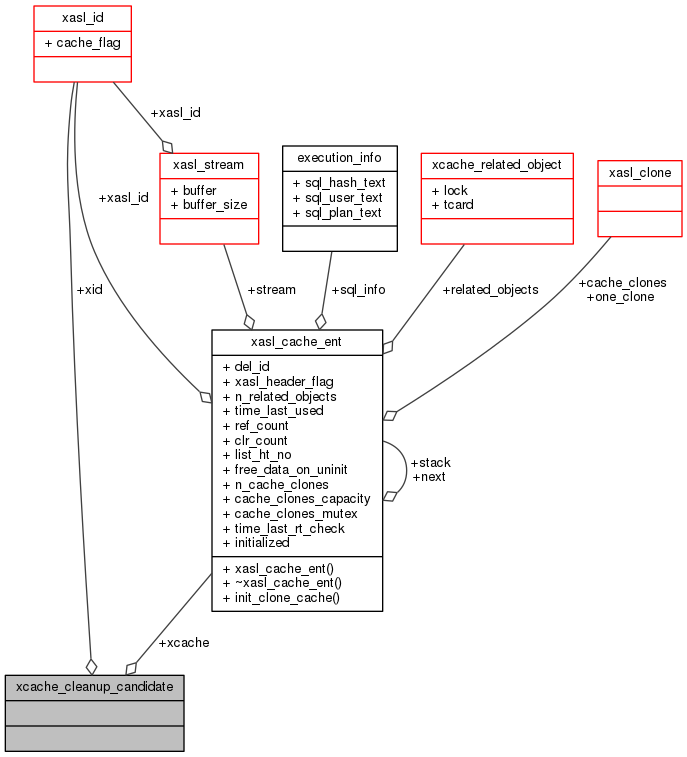 xasl_id
+ cache_flag
+xasl_id
xasl_stream
+ buffer
+ buffer_size
execution_info
+ sql_hash_text
+ sql_user_text
+ sql_plan_text
xcache_related_object
+ lock
+ tcard
xasl_clone
+xasl_id
+xid
+stream
+sql_info
+related_objects
+cache_clones
+one_clone
xasl_cache_ent
+ del_id
+ xasl_header_flag
+ n_related_objects
+ time_last_used
+ ref_count
+ clr_count
+ list_ht_no
+ free_data_on_uninit
+ n_cache_clones
+ cache_clones_capacity
+ cache_clones_mutex
+ time_last_rt_check
+ initialized
+ xasl_cache_ent()
+ ~xasl_cache_ent()
+ init_clone_cache()
+stack
+next
+xcache
xcache_cleanup_candidate